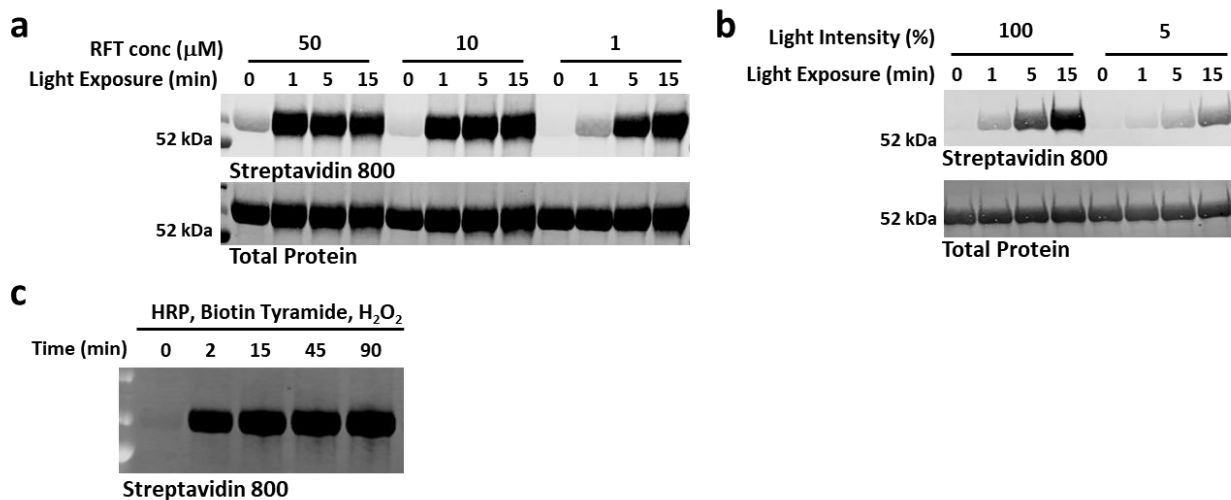 a
RFT conc (μM) 50 10 1
Light Exposure (min) 0 1 5 15 0 1 5 15 0 1 5 15
52 kDa
Streptavidin 800
52 kDa
Total Protein
b
Light Intensity (%) 100 5
Light Exposure (min) 0 1 5 15 0 1 5 15
52 kDa
Streptavidin 800
52 kDa
Total Protein
c
HRP, Biotin Tyramide, H₂O₂
Time (min) 0 2 15 45 90
Streptavidin 800